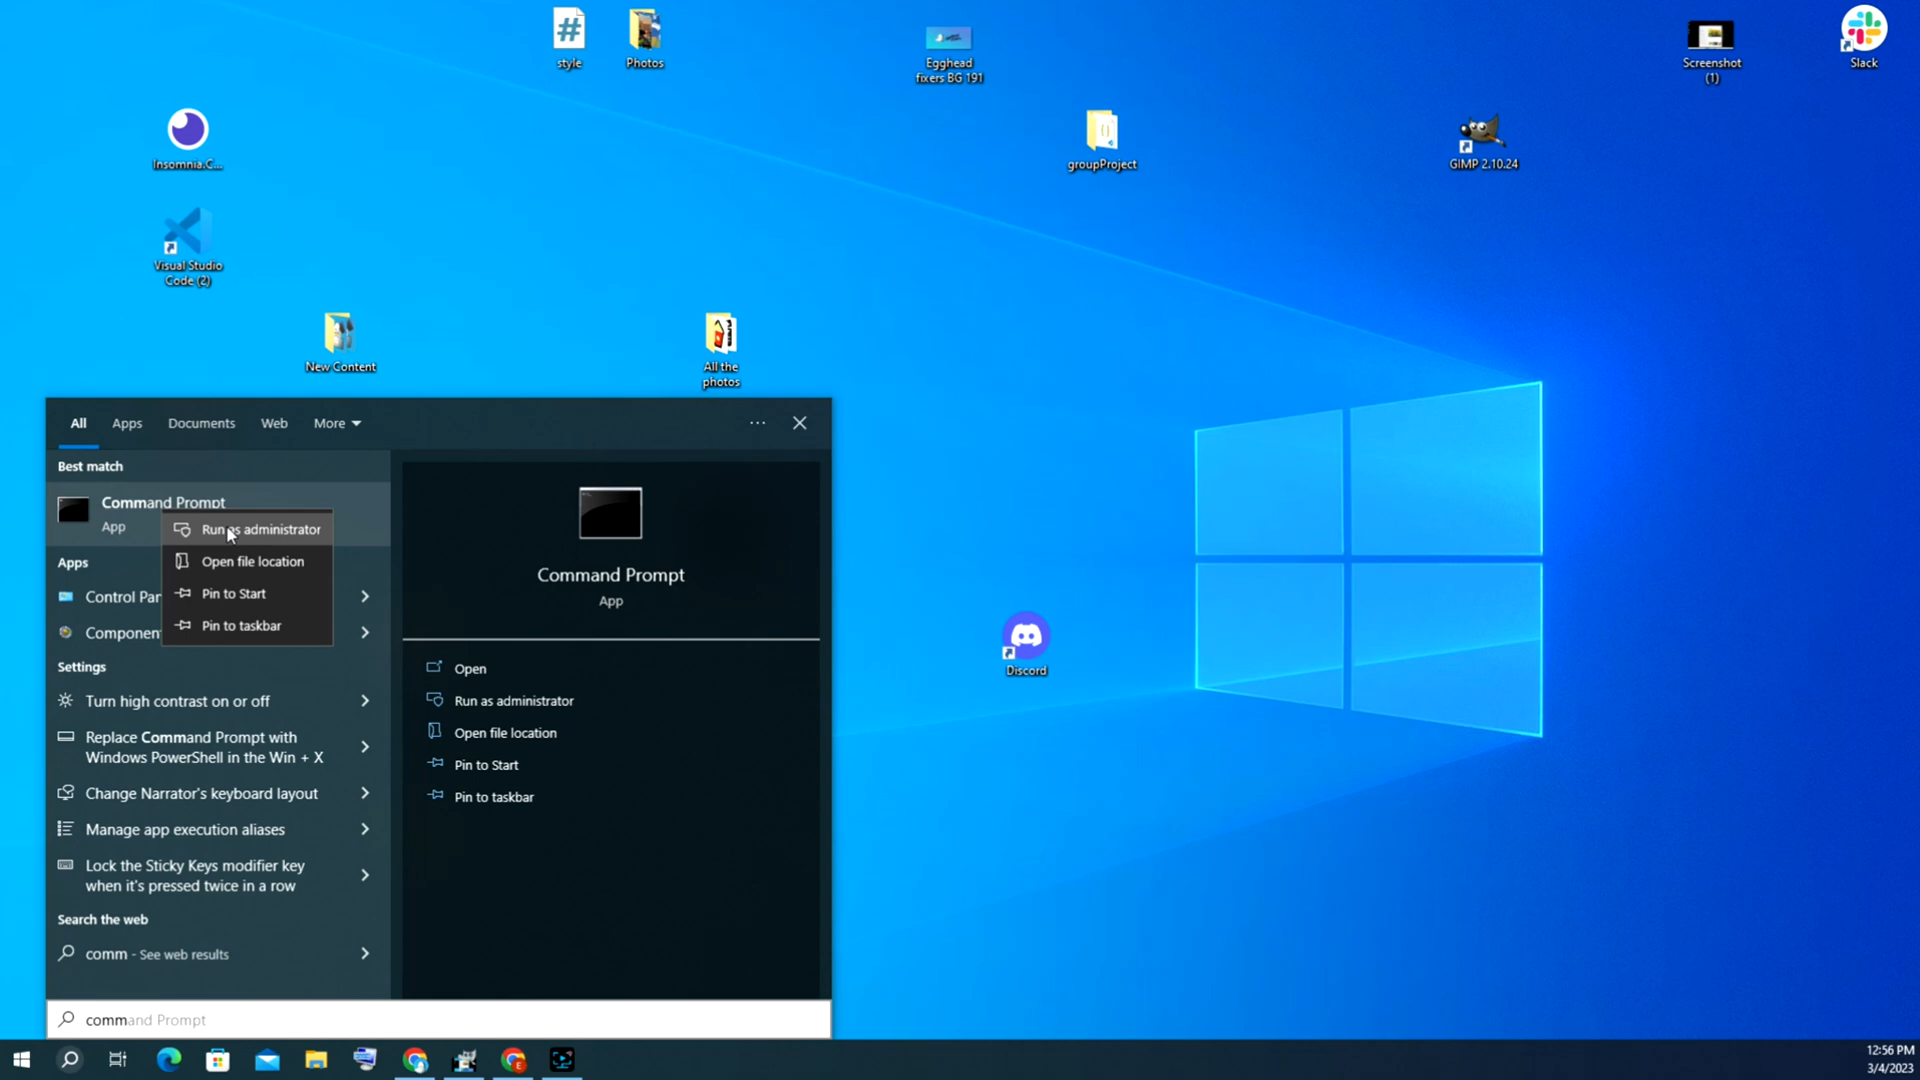 style
Photos
Egghead
fixers BG 191
Screenshot
(1)
Slack
Insomnia.C...
groupProject
GIMP 2.10.24
Visual Studio
Code (2)
New Content
All the
photos
All Apps Documents Web More
Best match
Command Prompt
App
Run as administrator
Open file location
Pin to Start
Pin to taskbar
Apps
Control Pan
Component
Settings
Turn high contrast on or off
Replace Command Prompt with
Windows PowerShell in the Win + X
Change Narrator's keyboard layout
Manage app execution aliases
Lock the Sticky Keys modifier key
when it's pressed twice in a row
Search the web
comm - See web results
command Prompt
Command Prompt
App
Open
Run as administrator
Open file location
Pin to Start
Pin to taskbar
Discord
12:56 PM
3/4/2023